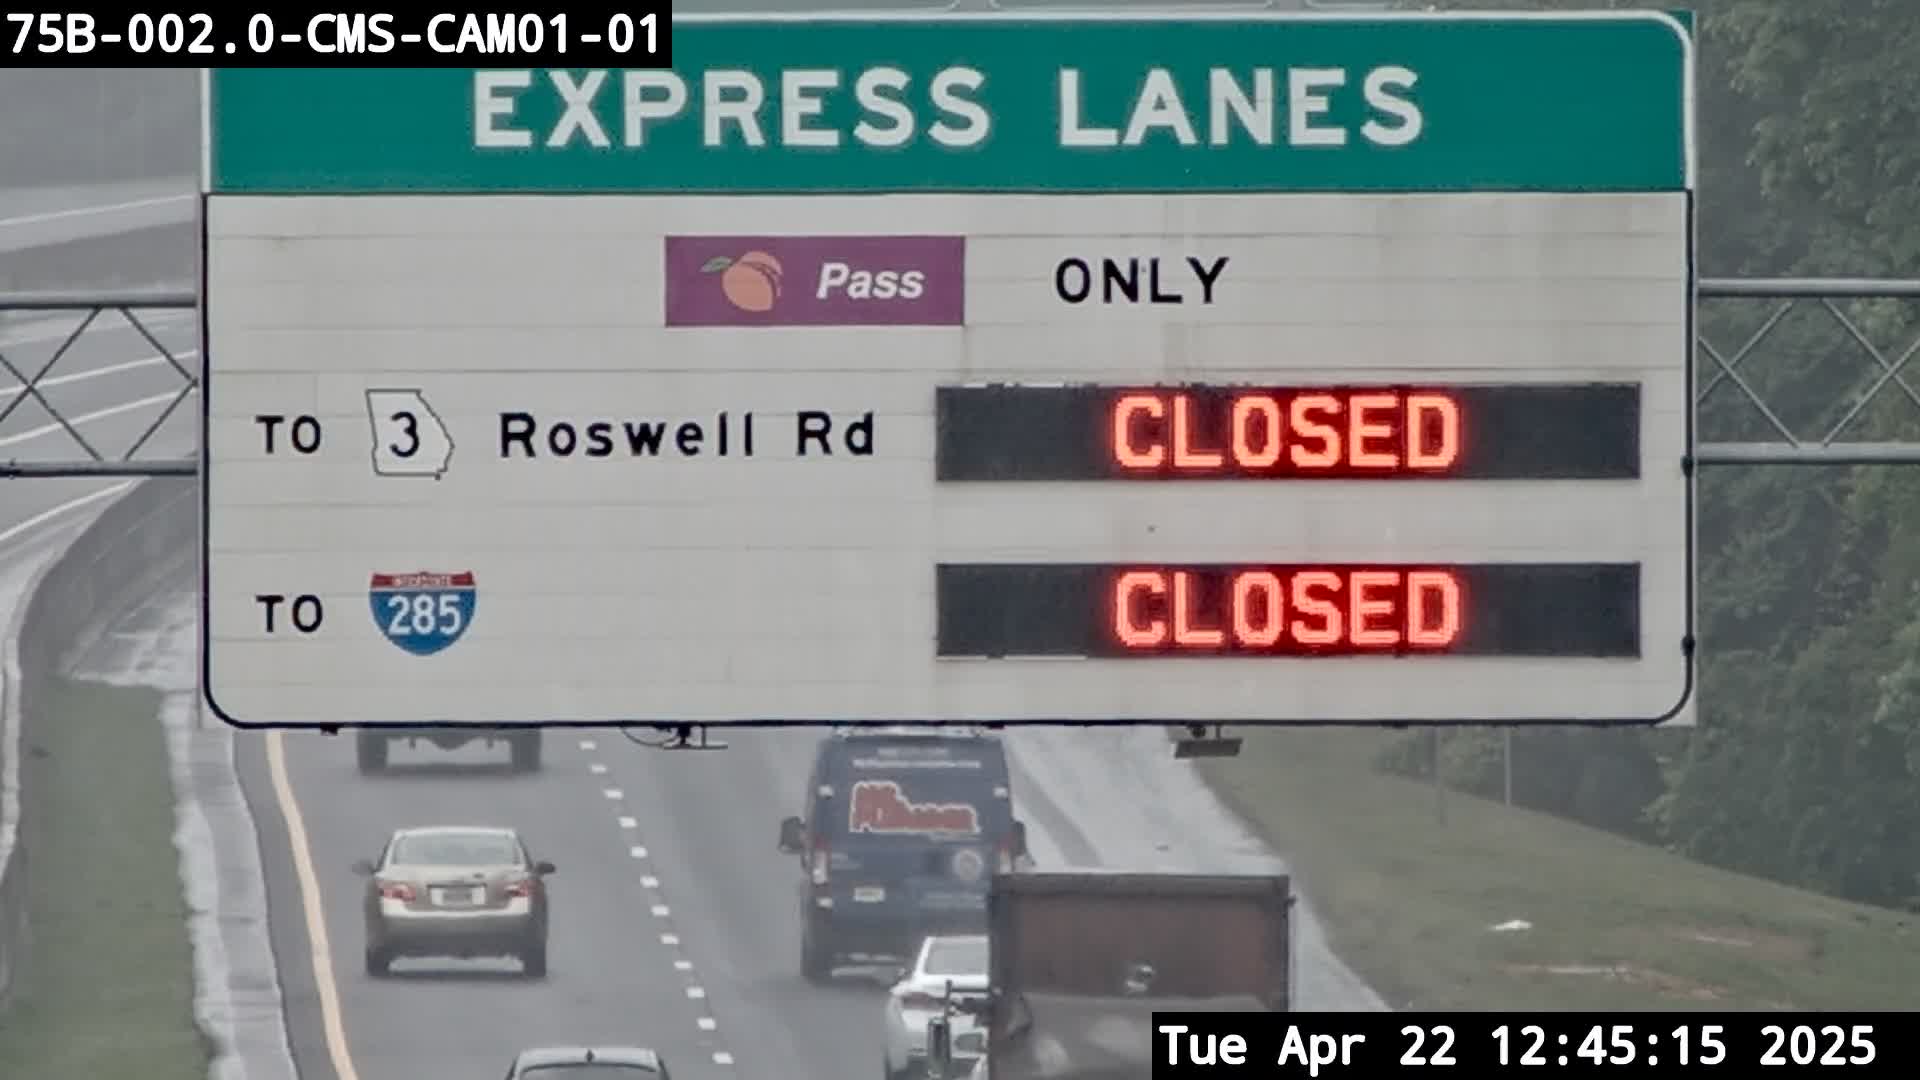 75B-002.0-CMS-CAM01-01
EXPRESS LANES
Pass ONLY
TO 3 Roswell Rd CLOSED
INTERSTATE
TO 285 CLOSED
Tue Apr 22 12:45:15 2025